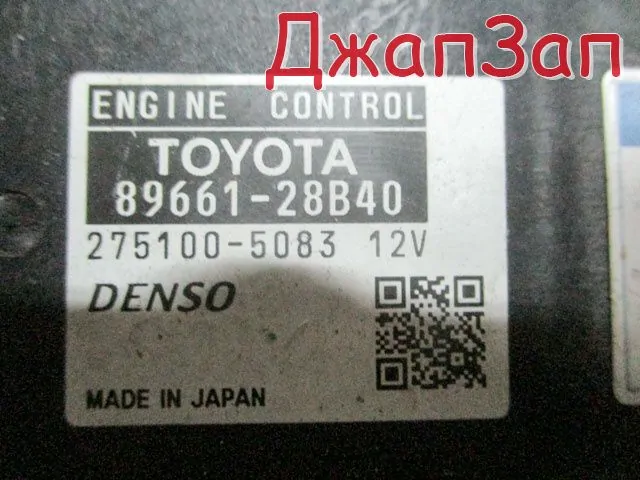 ДжапЗап
ENGINE CONTROL
TOYOTA
89661-28B40
275100-5083 12V
DENSO
MADE IN JAPAN